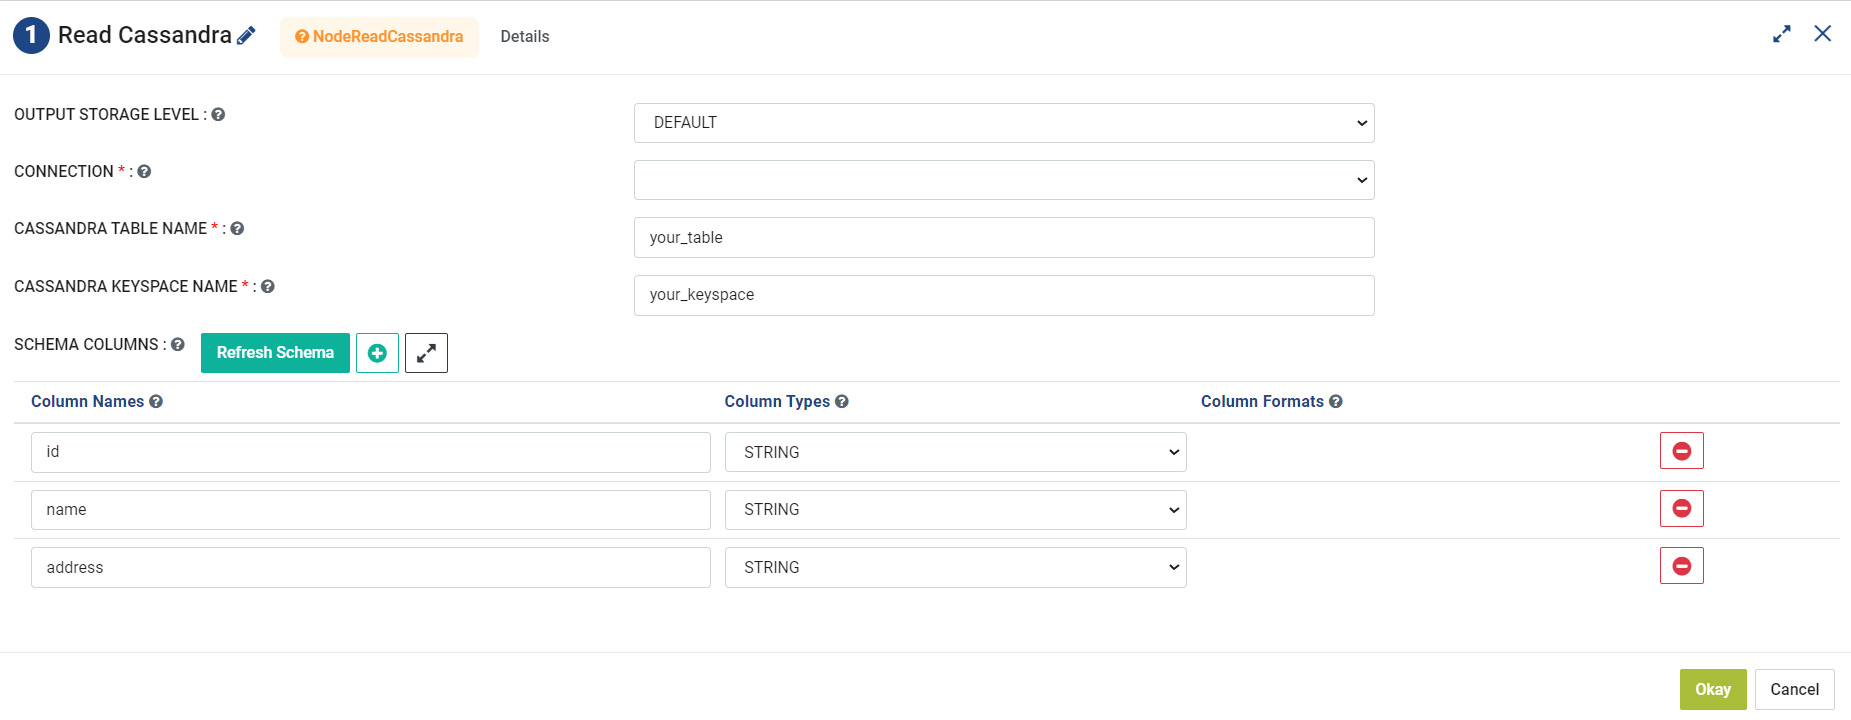 1 Read Cassandra NodeReadCassandra Details
OUTPUT STORAGE LEVEL : DEFAULT
CONNECTION * :
CASSANDRA TABLE NAME * : your_table
CASSANDRA KEYSPACE NAME * : your_keyspace
SCHEMA COLUMNS : Refresh Schema
Column Names Column Types Column Formats
id STRING
name STRING
address STRING
Okay Cancel